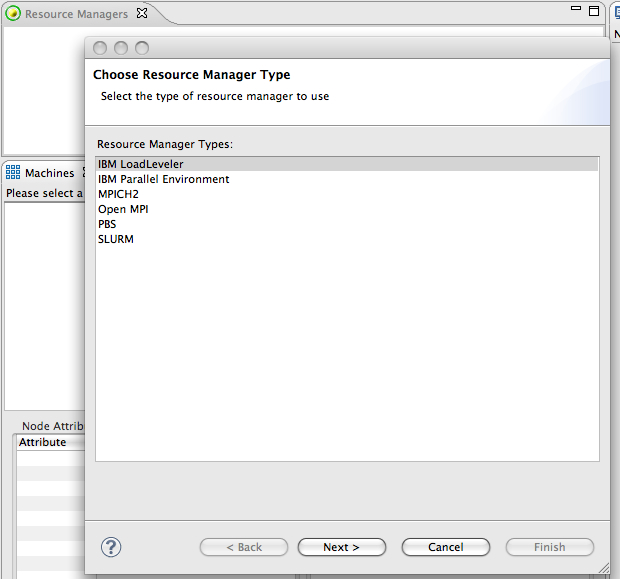 Resource Managers
Choose Resource Manager Type
Select the type of resource manager to use
Resource Manager Types:
IBM LoadLeveler
IBM Parallel Environment
MPICH2
Open MPI
PBS
SLURM
Machines
Please select a
Node Attrib
Attribute
?
< Back
Next >
Cancel
Finish